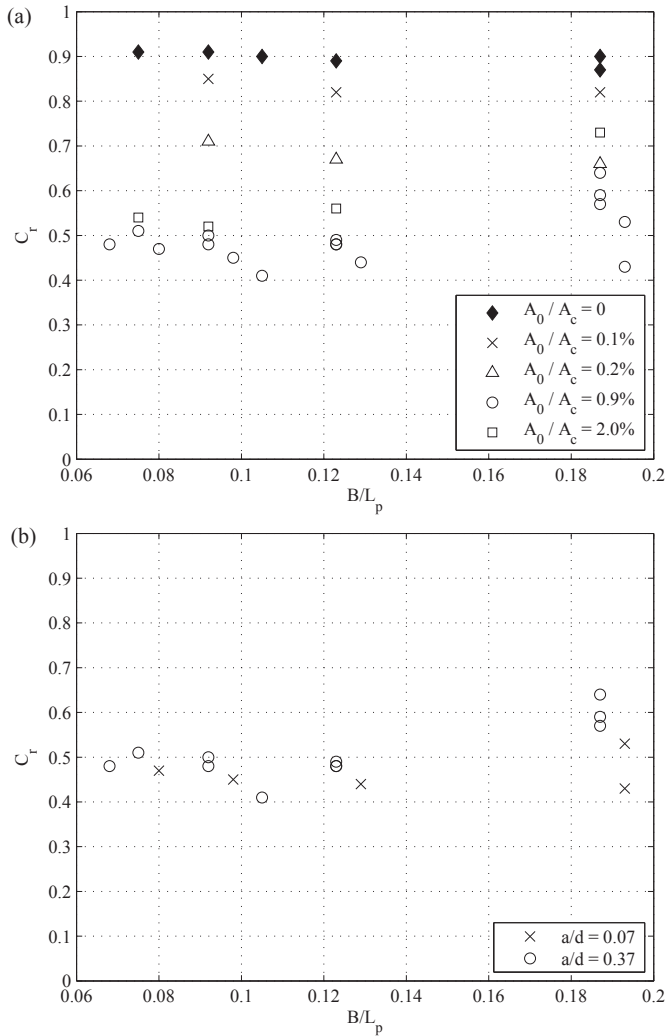 (a)
1
0.9
0.8
0.7
0.6
0.5
0.4
0.3
0.2
0.1
0
C_r
A_0 / A_c = 0
A_0 / A_c = 0.1%
A_0 / A_c = 0.2%
A_0 / A_c = 0.9%
A_0 / A_c = 2.0%
0.06 0.08 0.1 0.12 0.14 0.16 0.18 0.2
B/L_p
(b)
1
0.9
0.8
0.7
0.6
0.5
0.4
0.3
0.2
0.1
0
C_r
a/d = 0.07
a/d = 0.37
0.06 0.08 0.1 0.12 0.14 0.16 0.18 0.2
B/L_p